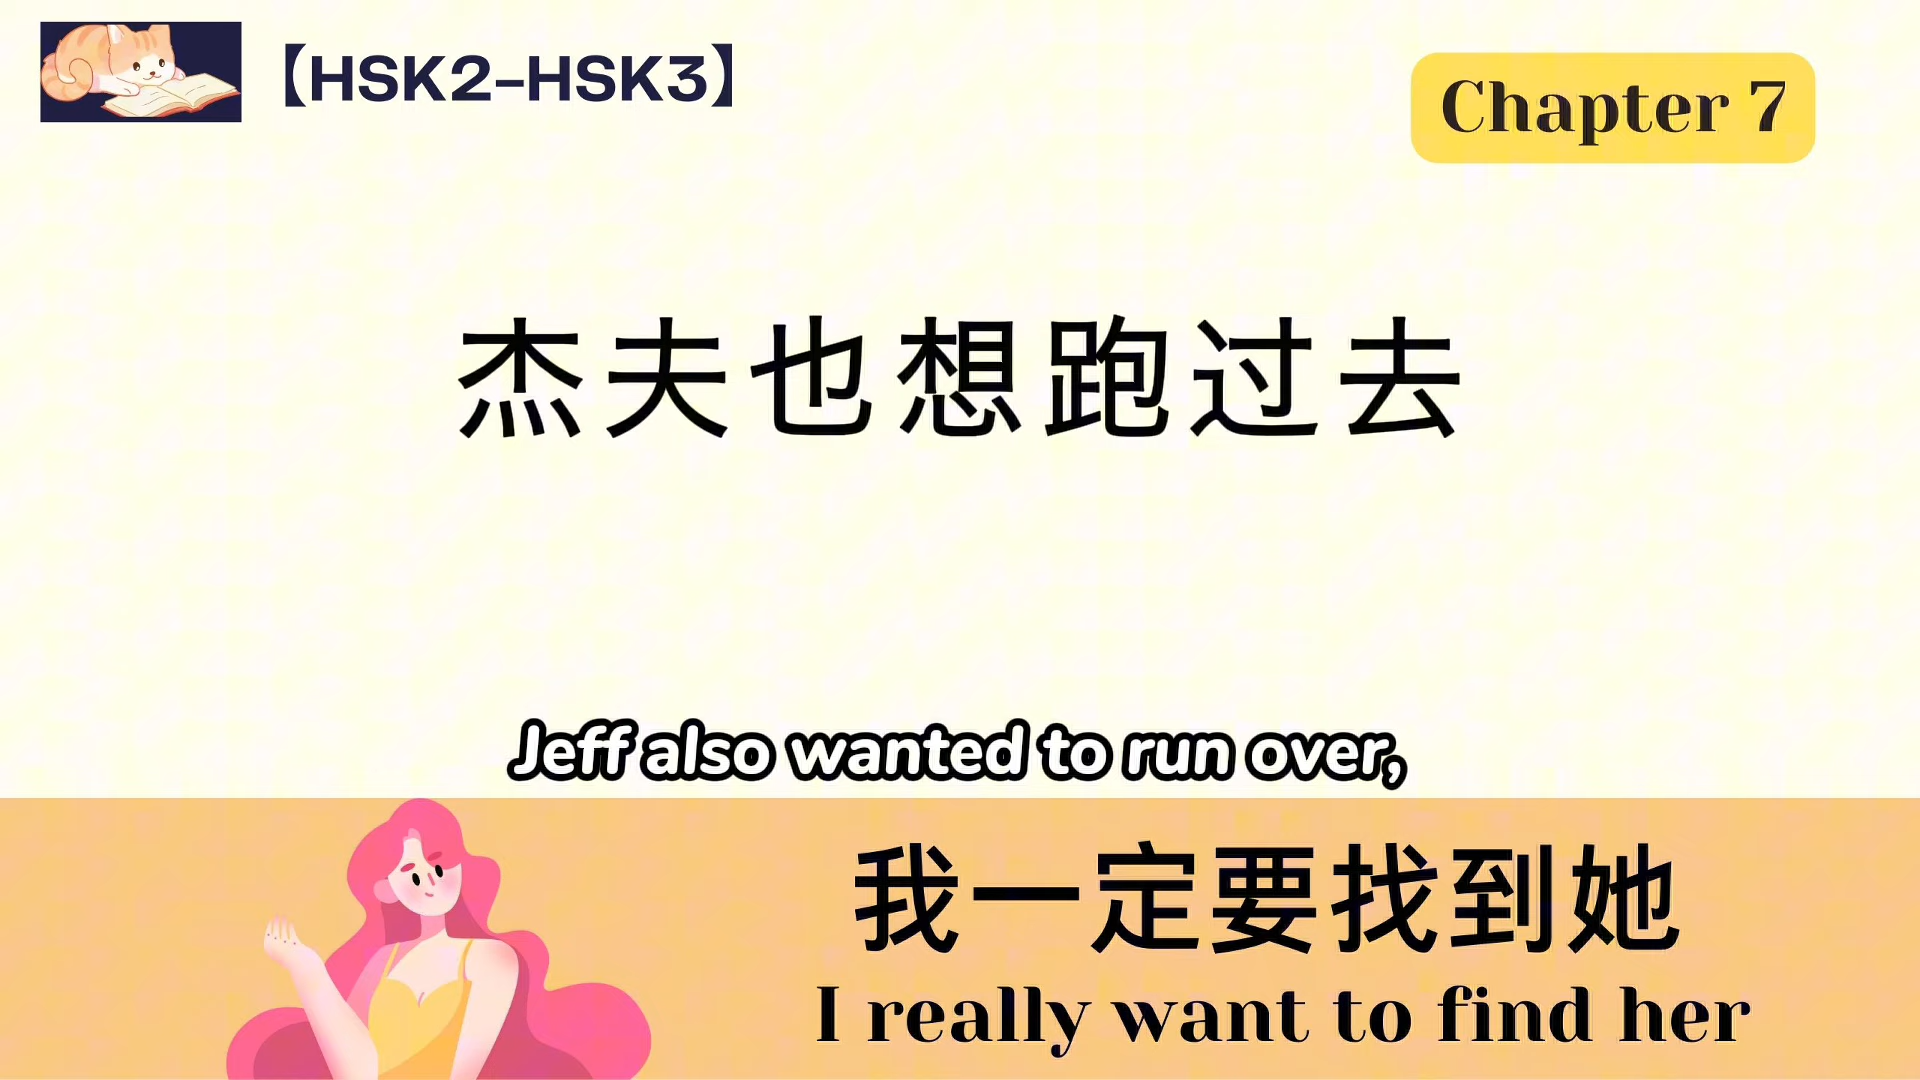 【HSK2-HSK3】
Chapter 7
杰夫也想跑过去
Jeff also wanted to run over,
我一定要找到她
I really want to find her